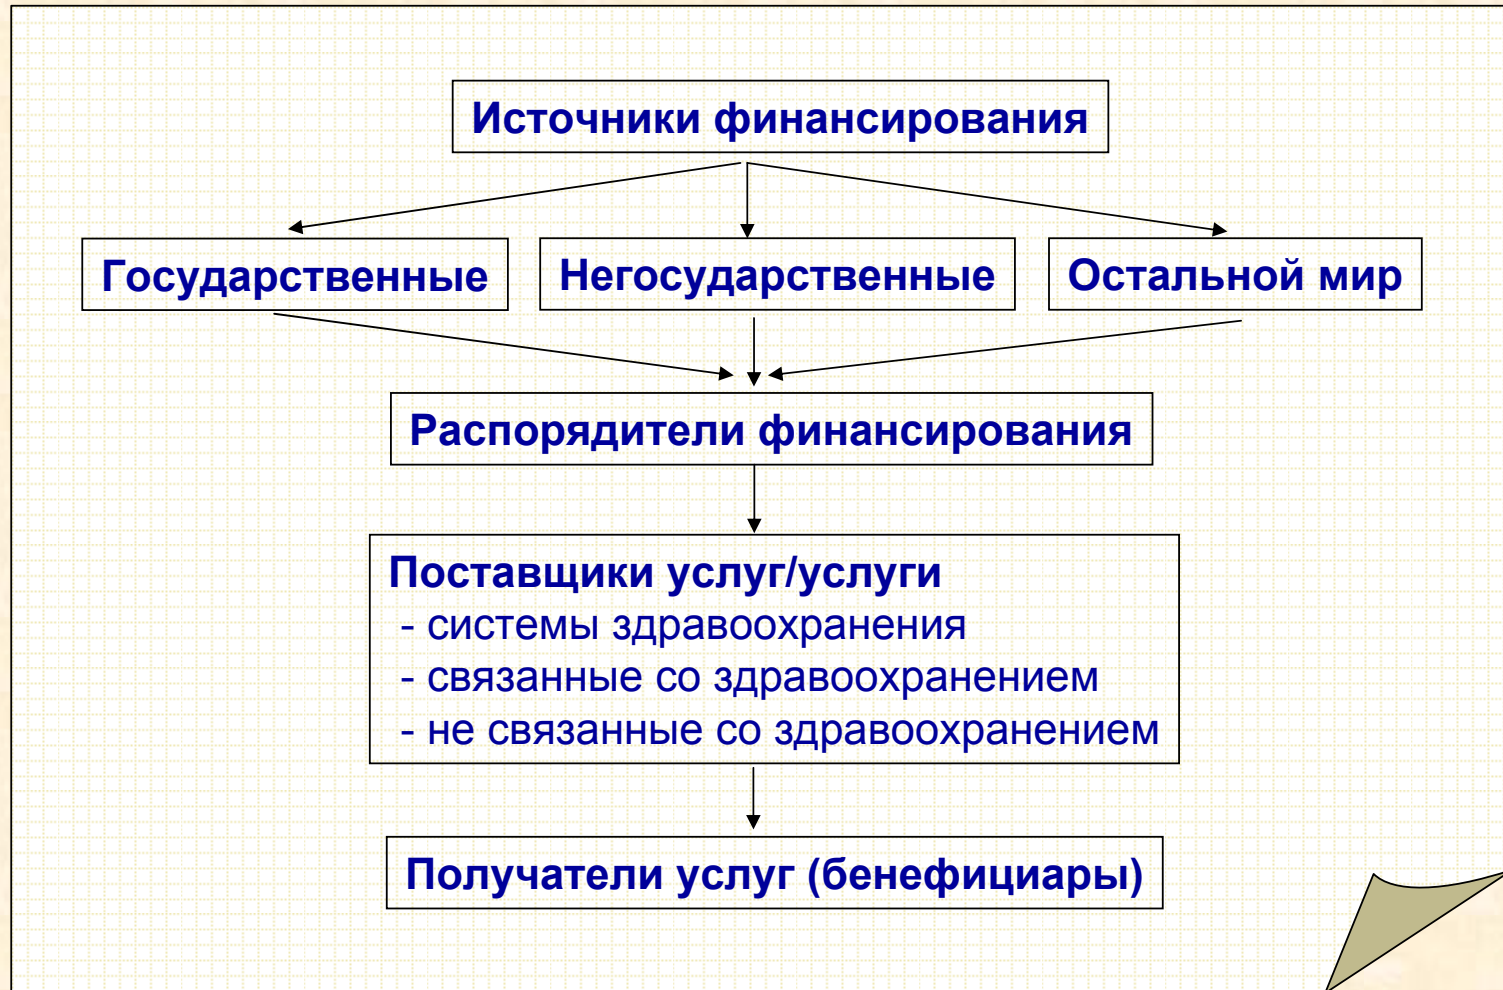 Источники финансирования
Государственные
Негосударственные
Остальной мир
Распорядители финансирования
Поставщики услуг/услуги
- системы здравоохранения
- связанные со здравоохранением
- не связанные со здравоохранением
Получатели услуг (бенефициары)